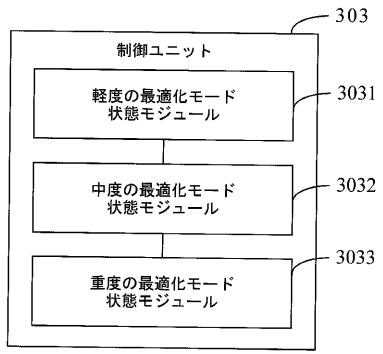 303
制御ユニット
軽度の最適化モード
状態モジュール
3031
中度の最適化モード
状態モジュール
3032
重度の最適化モード
状態モジュール
3033